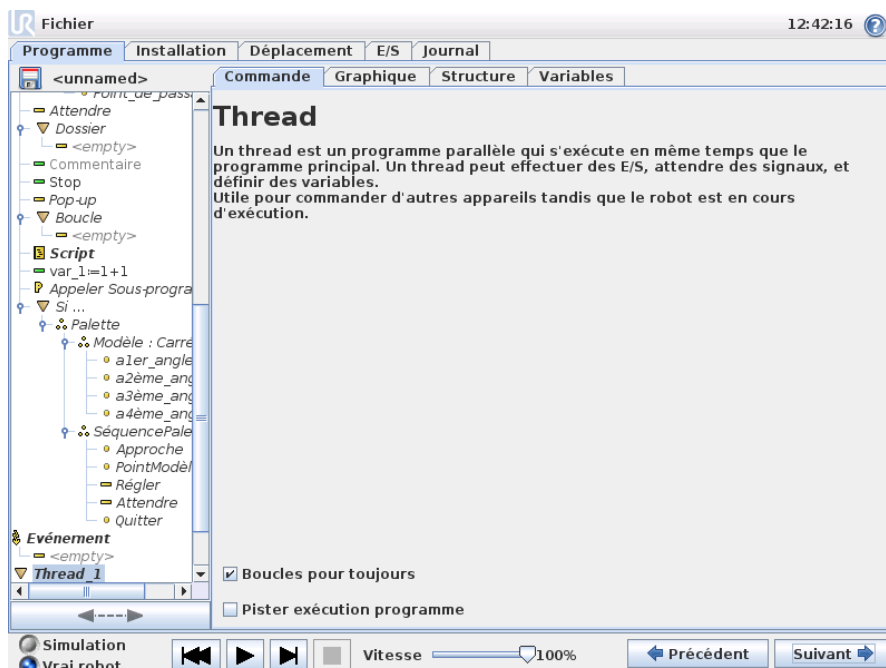 UR Fichier 12:42:16 ?
Programme Installation Déplacement E/S Journal
<unnamed>
Commande Graphique Structure Variables
Attendre
Dossier
<empty>
Commentaire
Stop
Pop-up
Boucle
<empty>
Script
var_1:=1+1
Appeler Sous-progra
Si ...
Palette
Modèle : Carré
a1er_angle
a2ème_ang
a3ème_ang
a4ème_ang
SéquencePale
Approche
PointModèl
Régler
Attendre
Quitter
Evénement
<empty>
Thread_1
Thread
Un thread est un programme parallèle qui s'exécute en même temps que le
programme principal. Un thread peut effectuer des E/S, attendre des signaux, et
définir des variables.
Utile pour commander d'autres appareils tandis que le robot est en cours
d'exécution.
Boucles pour toujours
Pister exécution programme
Simulation
Vrai robot
Vitesse 100%
Précédent Suivant